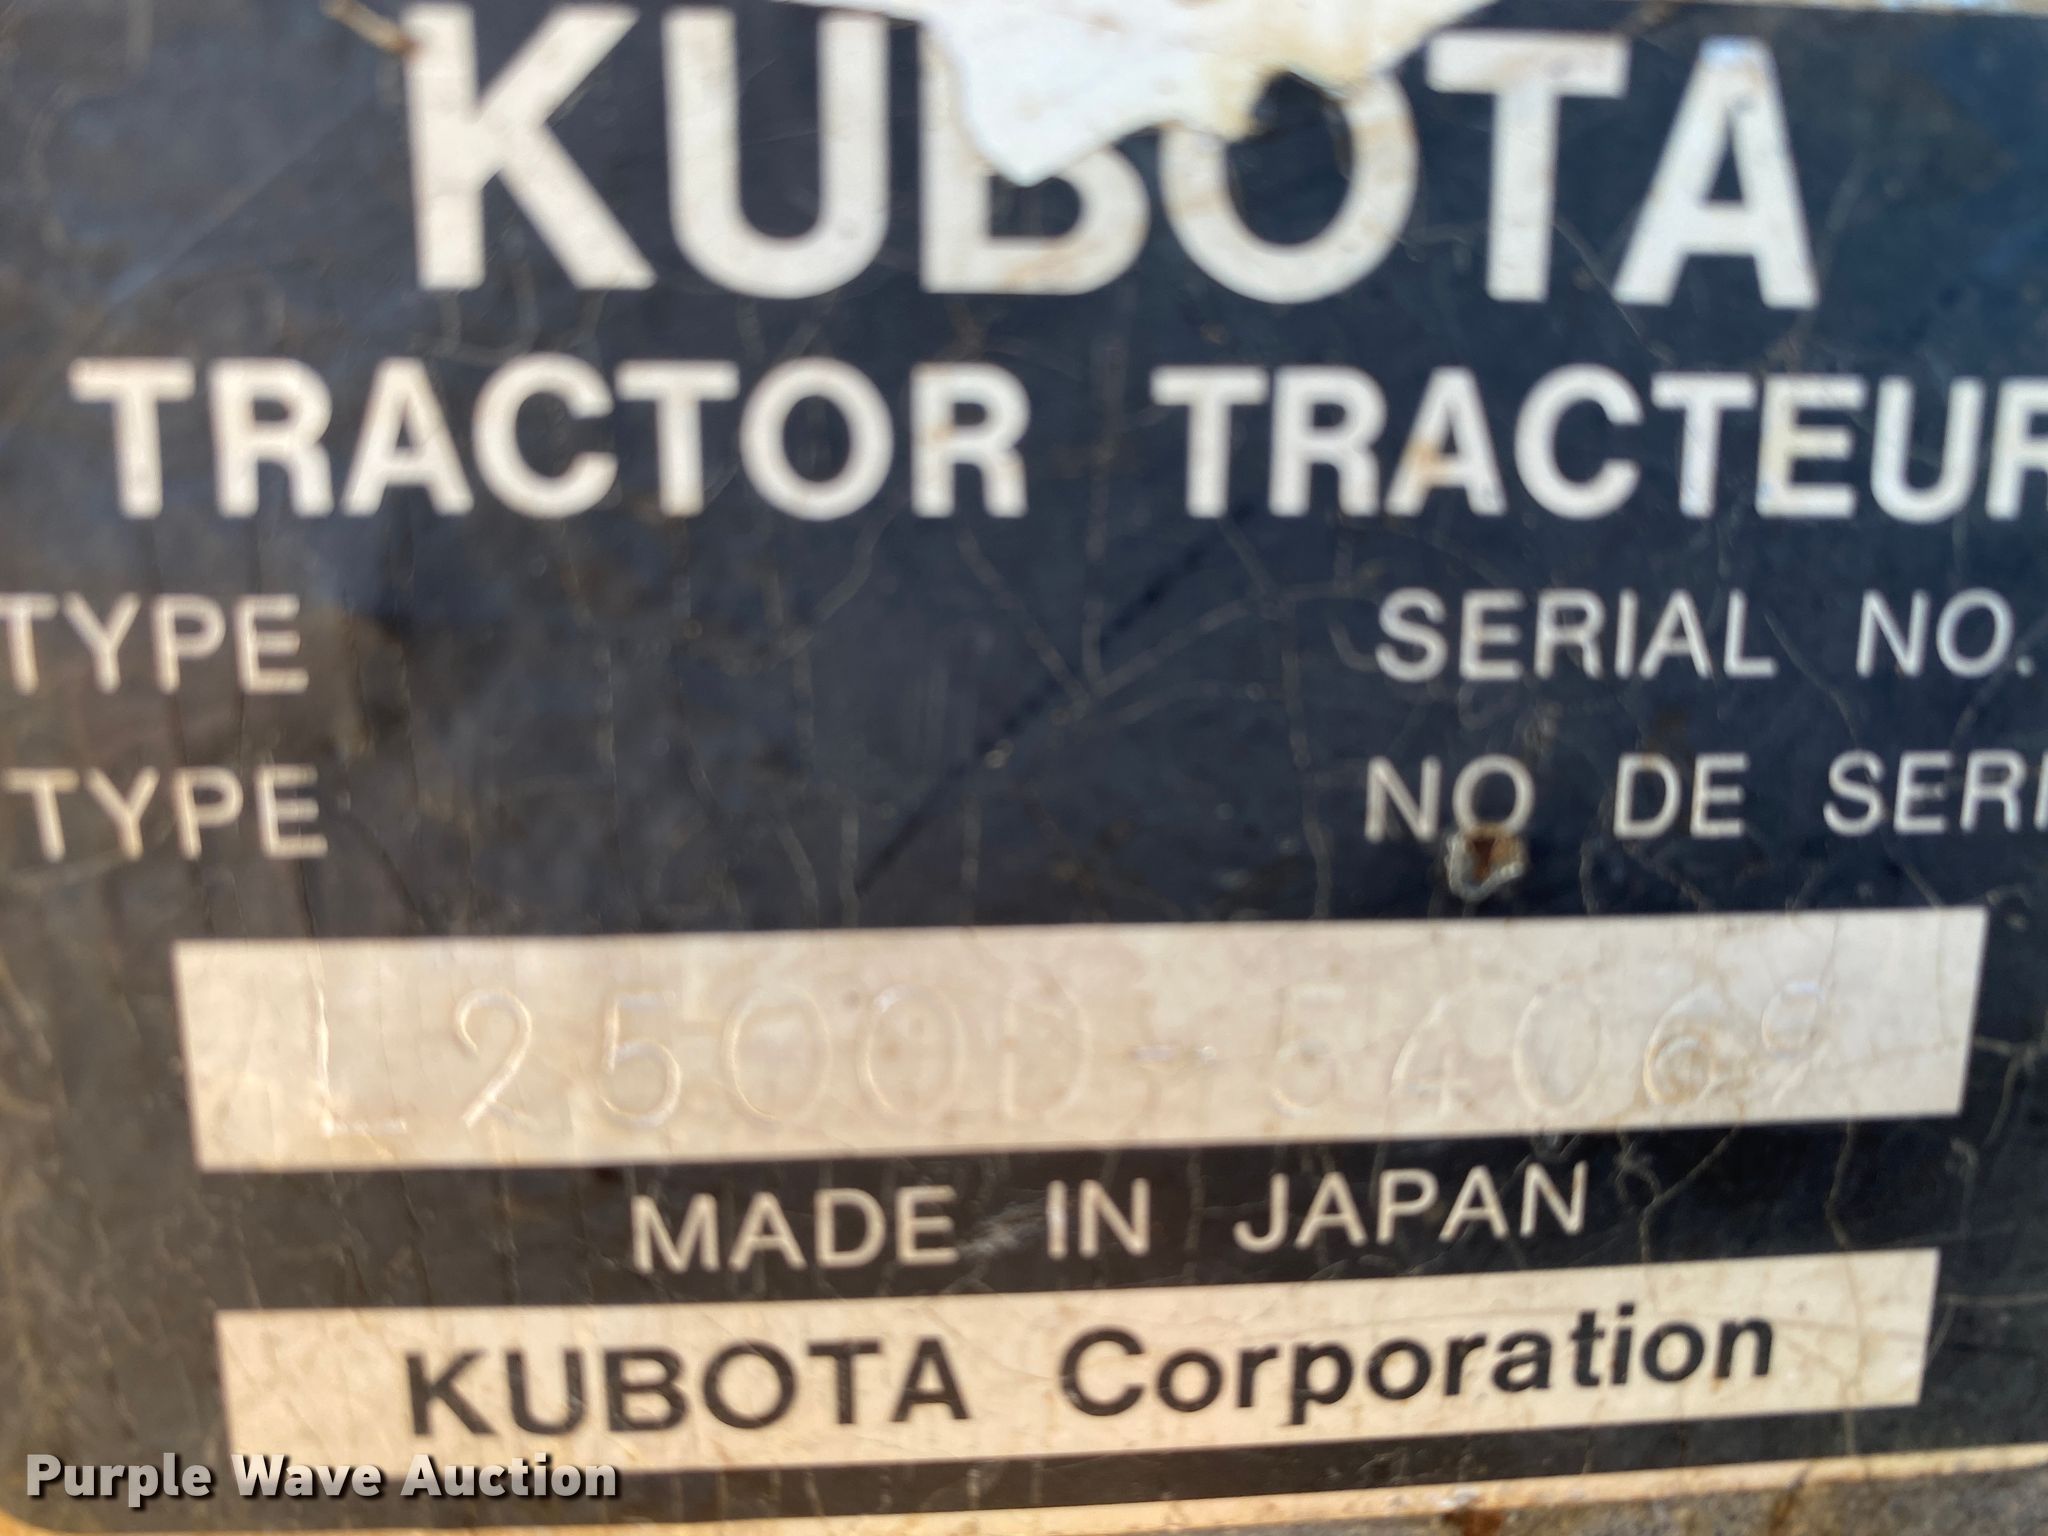 KUBOTA
TRACTOR TRACTEUR
TYPE SERIAL NO.
TYPE NO DE SERI
L2500D-54069
MADE IN JAPAN
KUBOTA Corporation
Purple Wave Auction